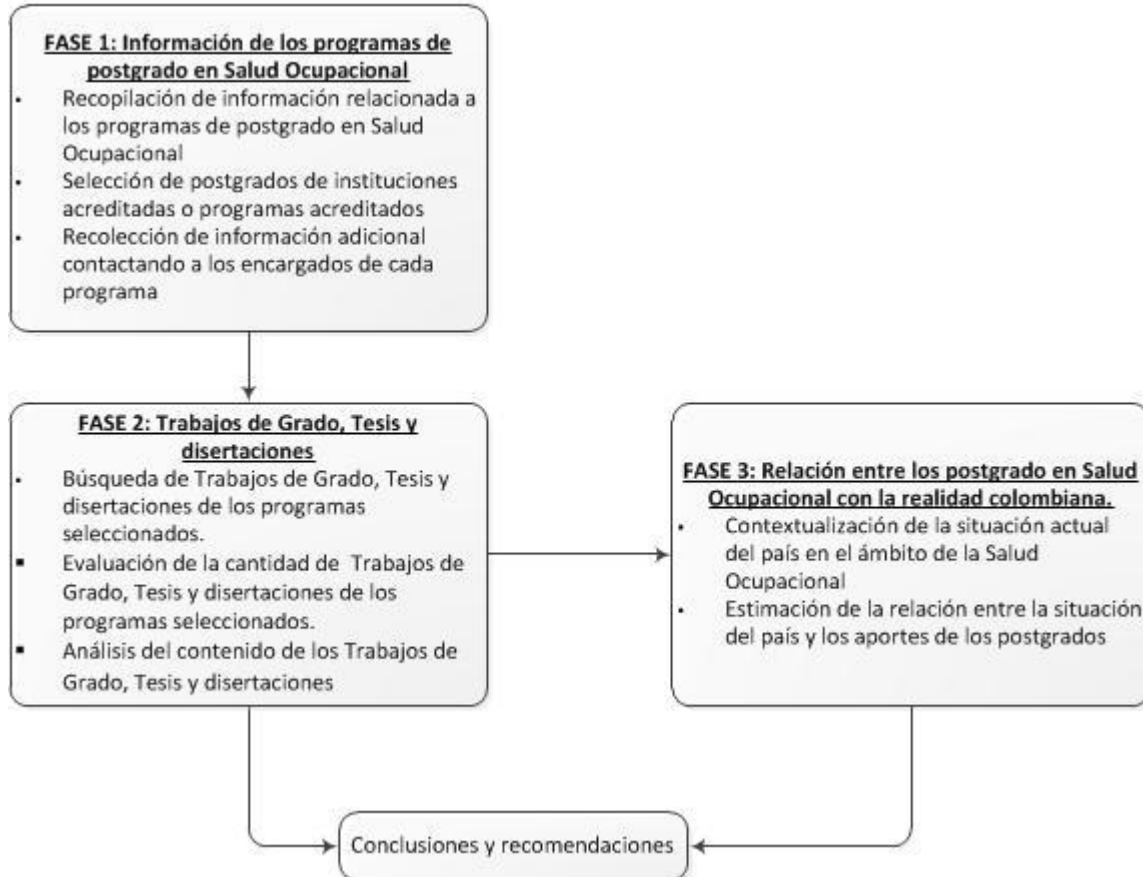 FASE 1: Información de los programas de
postgrado en Salud Ocupacional
• Recopilación de información relacionada a
los programas de postgrado en Salud
Ocupacional
• Selección de postgrados de instituciones
acreditadas o programas acreditados
• Recolección de información adicional
contactando a los encargados de cada
programa
FASE 2: Trabajos de Grado, Tesis y
disertaciones
• Búsqueda de Trabajos de Grado, Tesis y
disertaciones de los programas
seleccionados.
▪ Evaluación de la cantidad de Trabajos de
Grado, Tesis y disertaciones de los
programas seleccionados.
▪ Análisis del contenido de los Trabajos de
Grado, Tesis y disertaciones
FASE 3: Relación entre los postgrado en Salud
Ocupacional con la realidad colombiana.
• Contextualización de la situación actual
del país en el ámbito de la Salud
Ocupacional
• Estimación de la relación entre la situación
del país y los aportes de los postgrados
Conclusiones y recomendaciones